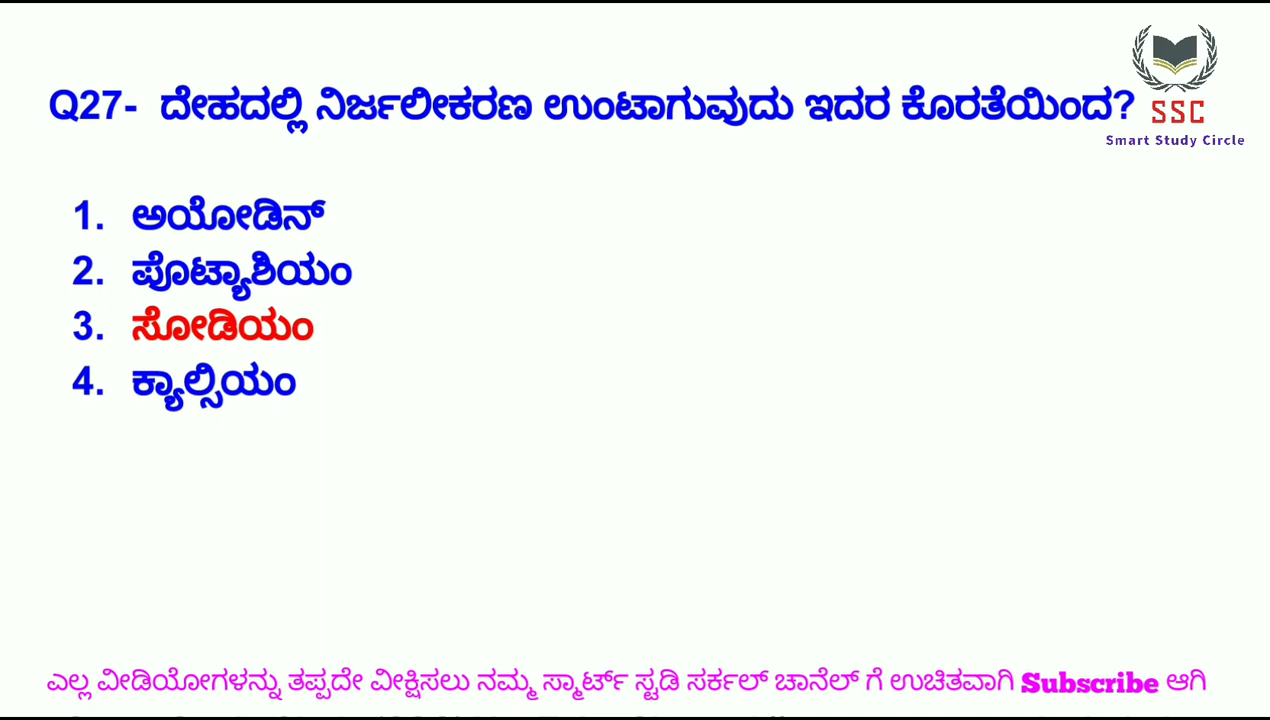 Q27- ದೇಹದಲ್ಲಿ ನಿರ್ಜಲೀಕರಣ ಉಂಟಾಗುವುದು ಇದರ ಕೊರತೆಯಿಂದ?
SSC
Smart Study Circle
1. ಅಯೋಡಿನ್
2. ಪೊಟ್ಯಾಶಿಯಂ
3. ಸೋಡಿಯಂ
4. ಕ್ಯಾಲ್ಸಿಯಂ
ಎಲ್ಲ ವೀಡಿಯೋಗಳನ್ನು ತಪ್ಪದೇ ವೀಕ್ಷಿಸಲು ನಮ್ಮ ಸ್ಮಾರ್ಟ್ ಸ್ಟಡಿ ಸರ್ಕಲ್ ಚಾನೆಲ್ ಗೆ ಉಚಿತವಾಗಿ Subscribe ಆಗಿ